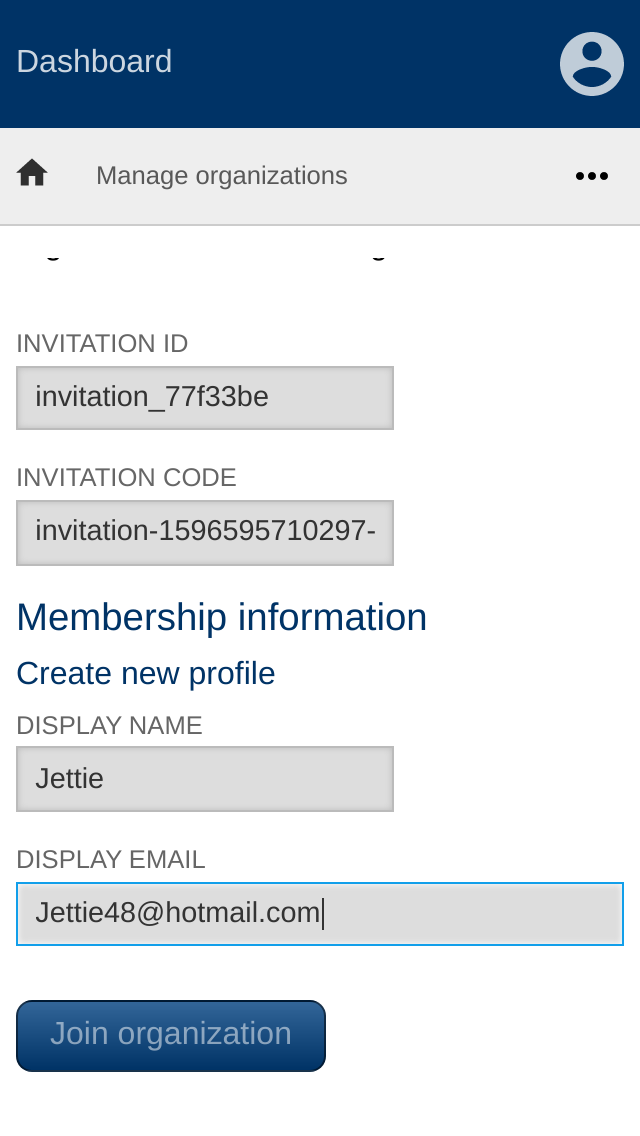 Dashboard
Manage organizations
INVITATION ID
invitation_77f33be
INVITATION CODE
invitation-1596595710297-
Membership information
Create new profile
DISPLAY NAME
Jettie
DISPLAY EMAIL
Jettie48@hotmail.com
Join organization